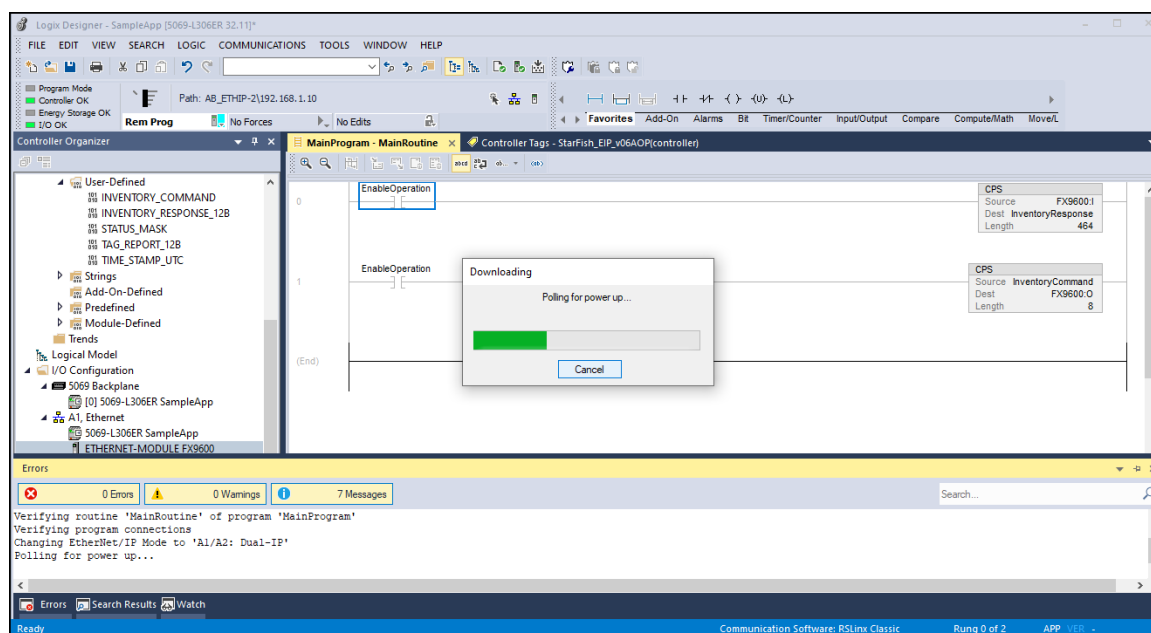 Logix Designer - SampleApp [5069-L306ER 32.11]*
FILE EDIT VIEW SEARCH LOGIC COMMUNICATIONS TOOLS WINDOW HELP
Program Mode
Controller OK
Energy Storage OK
I/O OK
Path: AB_ETHIP-2\192.168.1.10
Rem Prog No Forces No Edits
Favorites Add-On Alarms Bit Timer/Counter Input/Output Compare Compute/Math Move/L
Controller Organizer
MainProgram - MainRoutine Controller Tags - StarFish_EIP_v06AOP(controller)
User-Defined
INVENTORY_COMMAND
INVENTORY_RESPONSE_12B
STATUS_MASK
TAG_REPORT_12B
TIME_STAMP_UTC
Strings
Add-On-Defined
Predefined
Module-Defined
Trends
Logical Model
I/O Configuration
5069 Backplane
[0] 5069-L306ER SampleApp
A1, Ethernet
5069-L306ER SampleApp
ETHERNET-MODULE FX9600
0
EnableOperation
CPS
Source FX9600:I
Dest InventoryResponse
Length 464
1
EnableOperation
CPS
Source InventoryCommand
Dest FX9600:O
Length 8
(End)
Downloading
Polling for power up...
Cancel
Errors
0 Errors 0 Warnings 7 Messages
Search...
Verifying routine 'MainRoutine' of program 'MainProgram'
Verifying program connections
Changing EtherNet/IP Mode to 'A1/A2: Dual-IP'
Polling for power up...
Errors Search Results Watch
Ready Communication Software: RSLinx Classic Rung 0 of 2 APP VER